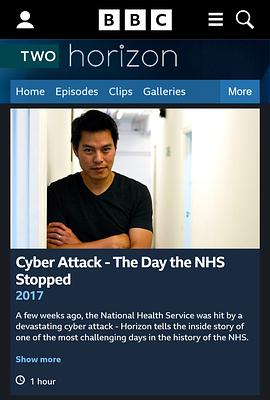 BBC
TWO horizon
Home Episodes Clips Galleries More
Cyber Attack - The Day the NHS
Stopped
2017
A few weeks ago, the National Health Service was hit by a
devastating cyber attack - Horizon tells the inside story of
one of the most challenging days in the history of the NHS.
Show more
1 hour